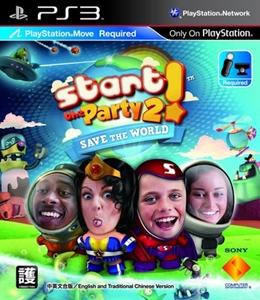 PS3
PlayStation Network
PlayStation Move Required
Only On PlayStation
start!
the Party 2
SAVE THE WORLD
Required
護
中英文合版 / English and Traditional Chinese Version
SONY